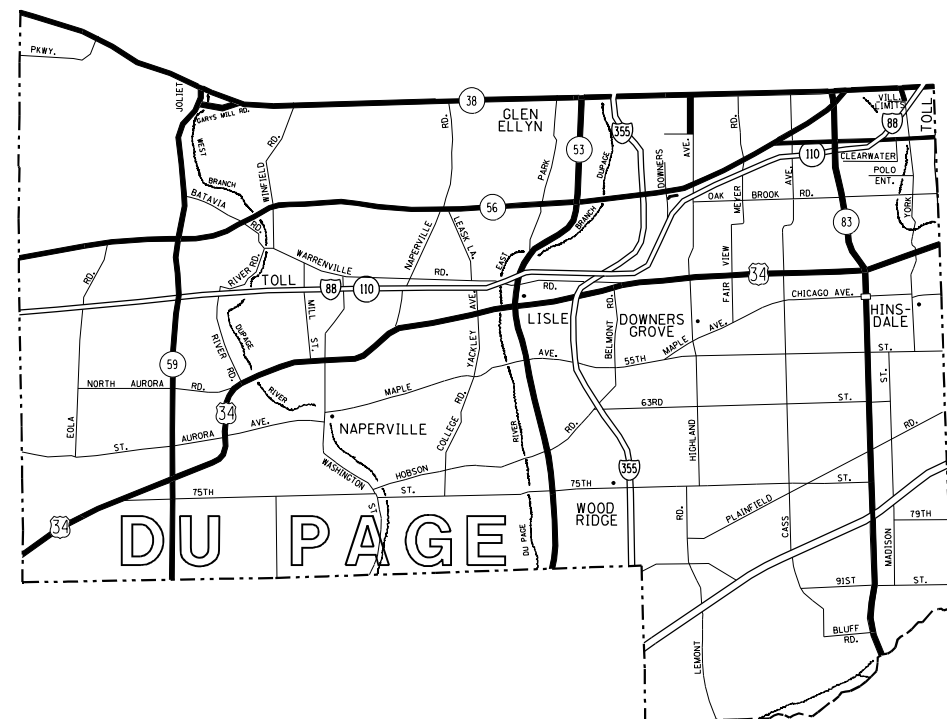 PKWY.
JOLIET
GARYS MILL RD.
38
GLEN
ELLYN
RD.
53
355
DOWNERS
AVE.
RD.
VILL.
LIMITS
88
TOLL
110
CLEARWATER
POLO
ENT.
YORK
WEST
BRANCH
BATAVIA
RD.
WINFIELD
RD.
PARK
DUPAGE
BRANCH
EAST
56
OAK
MEYER
BROOK
RD.
AVE.
83
NAPERVILLE
LEASK LA.
WARRENVILLE
RD.
RD.
RIVER RD.
TOLL
88
110
RD.
FAIR VIEW
34
CHICAGO AVE.
HINS-
DALE
MILL
ST.
AVE.
LISLE
RD.
BELMONT
DOWNERS
GROVE
MAPLE
AVE.
DUPAGE
RIVER
RD.
RIVER
YACKLEY
AVE.
55TH
ST.
ST.
59
NORTH
AURORA
RD.
MAPLE
34
63RD
ST.
EOLA
ST.
AURORA
AVE.
NAPERVILLE
COLLEGE
RD.
RIVER
RD.
HIGHLAND
RD.
WASHINGTON
ST.
HOBSON
355
75TH
ST.
75TH
ST.
34
DU PAGE
DU PAGE
WOOD
RIDGE
RD.
PLAINFIELD
CASS
79TH
MADISON
91ST
ST.
BLUFF
RD.
LEMONT